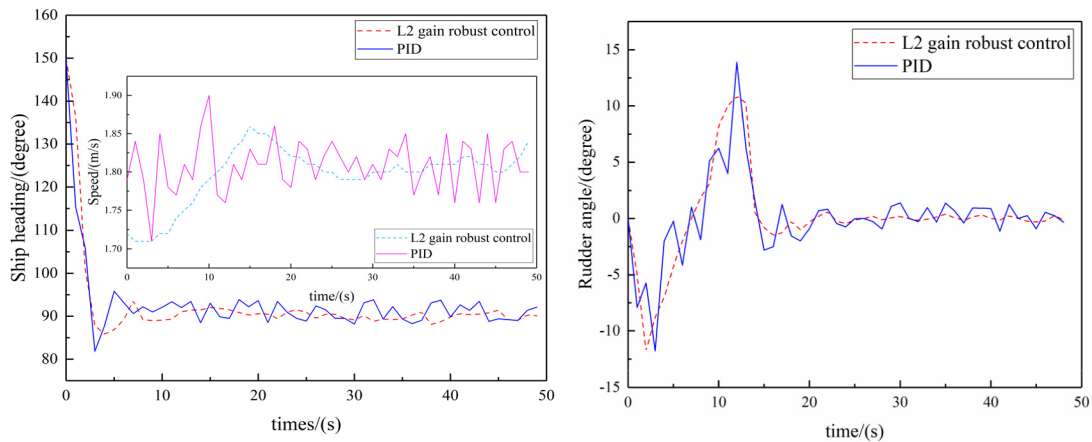 160
150
140
130
120
110
100
90
80
Ship heading/(degree)
L2 gain robust control
PID
1.90
1.85
1.80
1.75
1.70
Speed/(m/s)
L2 gain robust control
PID
0 10 20 30 40 50
time/(s)
0 10 20 30 40 50
times/(s)
15
10
5
0
-5
-10
-15
Rudder angle/(degree)
L2 gain robust control
PID
0 10 20 30 40 50
time/(s)